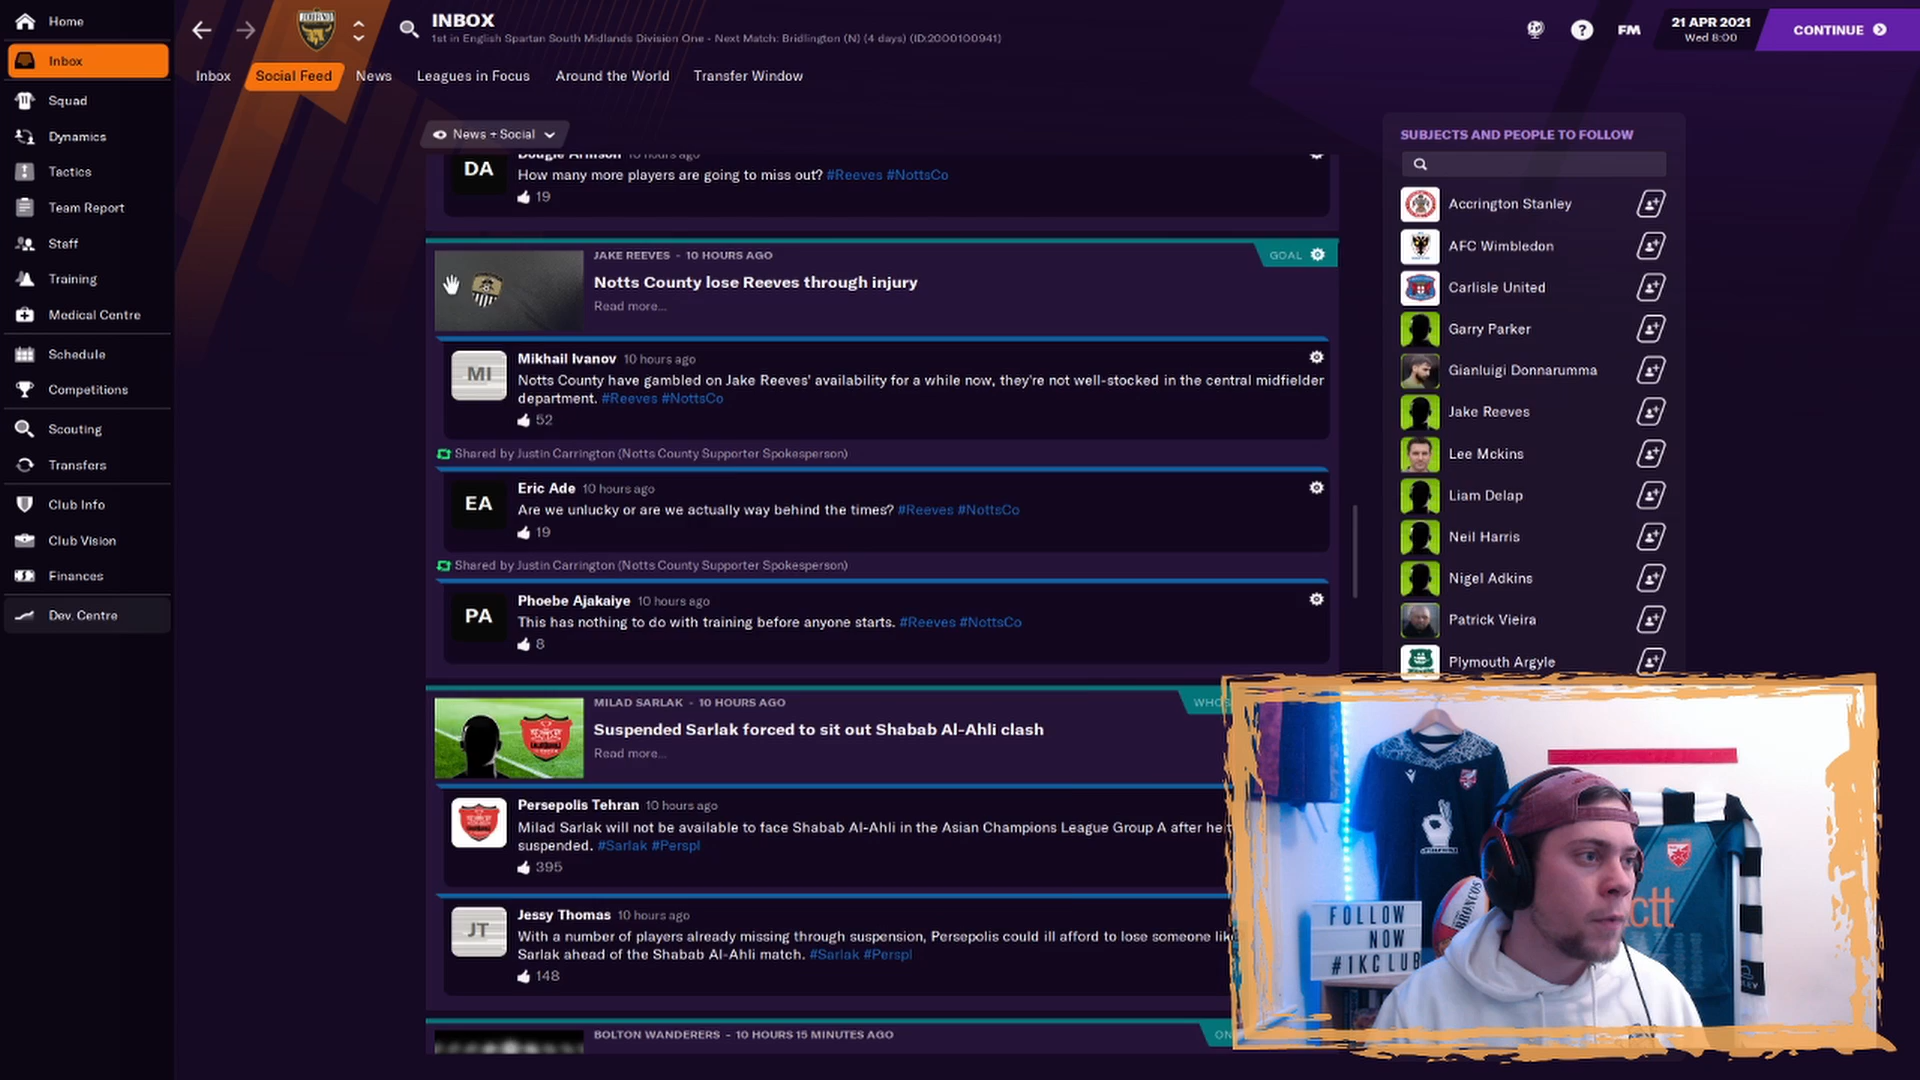 Home
Inbox
Squad
Dynamics
Tactics
Team Report
Staff
Training
Medical Centre
Schedule
Competitions
Scouting
Transfers
Club Info
Club Vision
Finances
Dev. Centre
INBOX
1st in English Spartan South Midlands Division One - Next Match: Bridlington (N) (4 days) (ID:2000100941)
FM
21 APR 2021
Wed 8:00
CONTINUE
Inbox
Social Feed
News
Leagues in Focus
Around the World
Transfer Window
News + Social
DA
Dougie Armson 10 hours ago
How many more players are going to miss out? #Reeves #NottsCo
19
JAKE REEVES - 10 HOURS AGO
GOAL
Notts County lose Reeves through injury
Read more...
MI
Mikhail Ivanov 10 hours ago
Notts County have gambled on Jake Reeves' availability for a while now, they're not well-stocked in the central midfielder
department. #Reeves #NottsCo
52
Shared by Justin Carrington (Notts County Supporter Spokesperson)
EA
Eric Ade 10 hours ago
Are we unlucky or are we actually way behind the times? #Reeves #NottsCo
19
Shared by Justin Carrington (Notts County Supporter Spokesperson)
PA
Phoebe Ajakaiye 10 hours ago
This has nothing to do with training before anyone starts. #Reeves #NottsCo
8
MILAD SARLAK - 10 HOURS AGO
WHOS
Suspended Sarlak forced to sit out Shabab Al-Ahli clash
Read more...
Persepolis Tehran 10 hours ago
Milad Sarlak will not be available to face Shabab Al-Ahli in the Asian Champions League Group A after he
suspended. #Sarlak #Perspl
395
JT
Jessy Thomas 10 hours ago
With a number of players already missing through suspension, Persepolis could ill afford to lose someone
Sarlak ahead of the Shabab Al-Ahli match. #Sarlak #Perspl
148
BOLTON WANDERERS - 10 HOURS 15 MINUTES AGO
ON
SUBJECTS AND PEOPLE TO FOLLOW
Accrington Stanley
AFC Wimbledon
Carlisle United
Garry Parker
Gianluigi Donnarumma
Jake Reeves
Lee Mckins
Liam Delap
Neil Harris
Nigel Adkins
Patrick Vieira
Plymouth Argyle
FOLLOW
NOW
#1KCLUB
BRONCOS
ctt